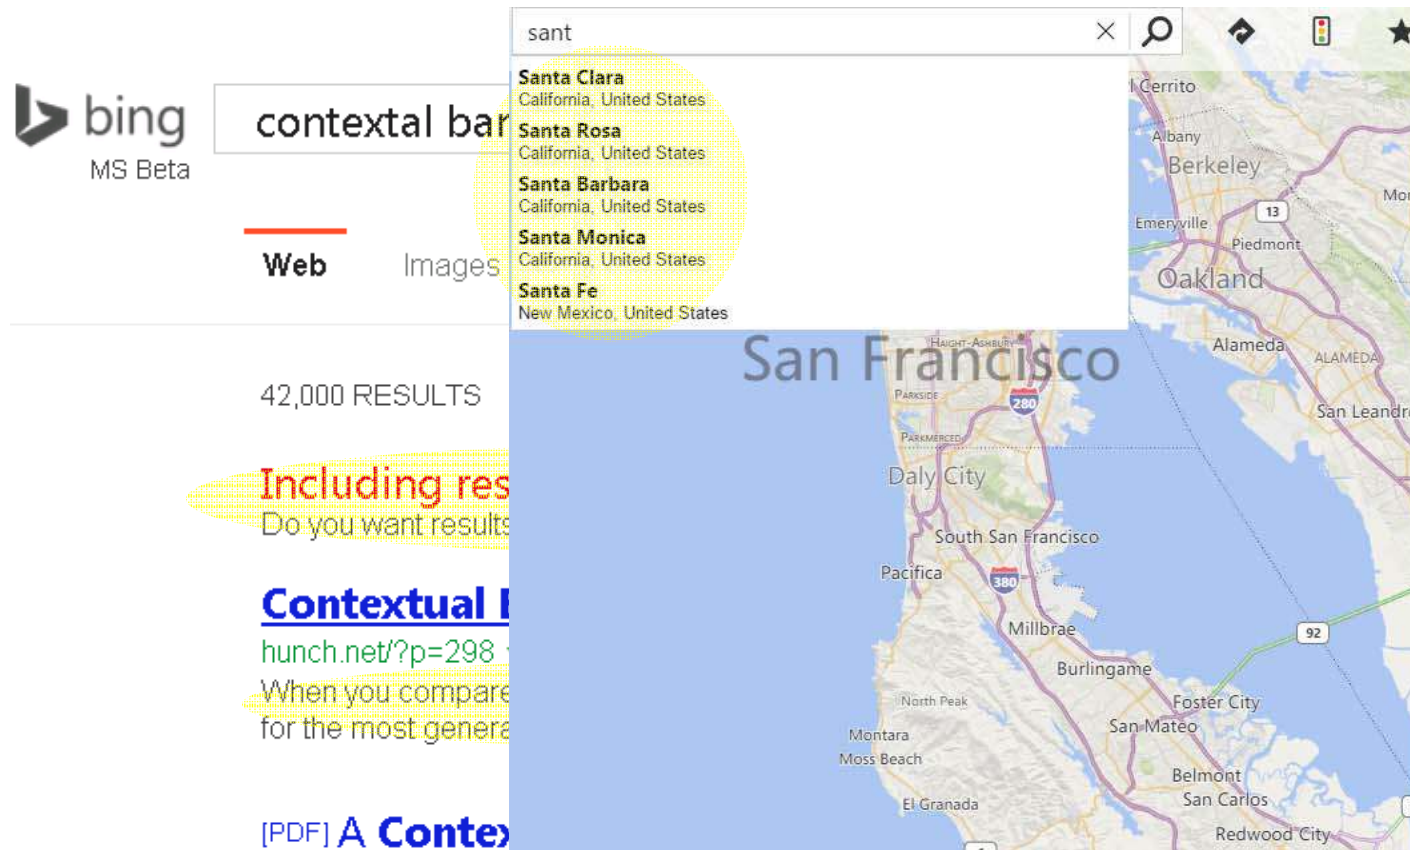 bing
MS Beta
contextal bar
Web
Images
42,000 RESULTS
Including res
Do you want results
Contextual
hunch.net/?p=298
When you compare
for the most genera
[PDF] A Contex
sant
Santa Clara
California, United States
Santa Rosa
California, United States
Santa Barbara
California, United States
Santa Monica
California, United States
Santa Fe
New Mexico, United States
l Cerrito
Albany
Berkeley
13
Mor
Emeryville
Piedmont
Oakland
San Francisco
HAIGHT-ASHBURY
Alameda
ALAMEDA
PARKSIDE
280
San Leandr
PARKMERCED
Daly City
South San Francisco
Pacifica
380
Millbrae
92
Burlingame
North Peak
Foster City
San Mateo
Montara
Moss Beach
Belmont
San Carlos
El Granada
Redwood City